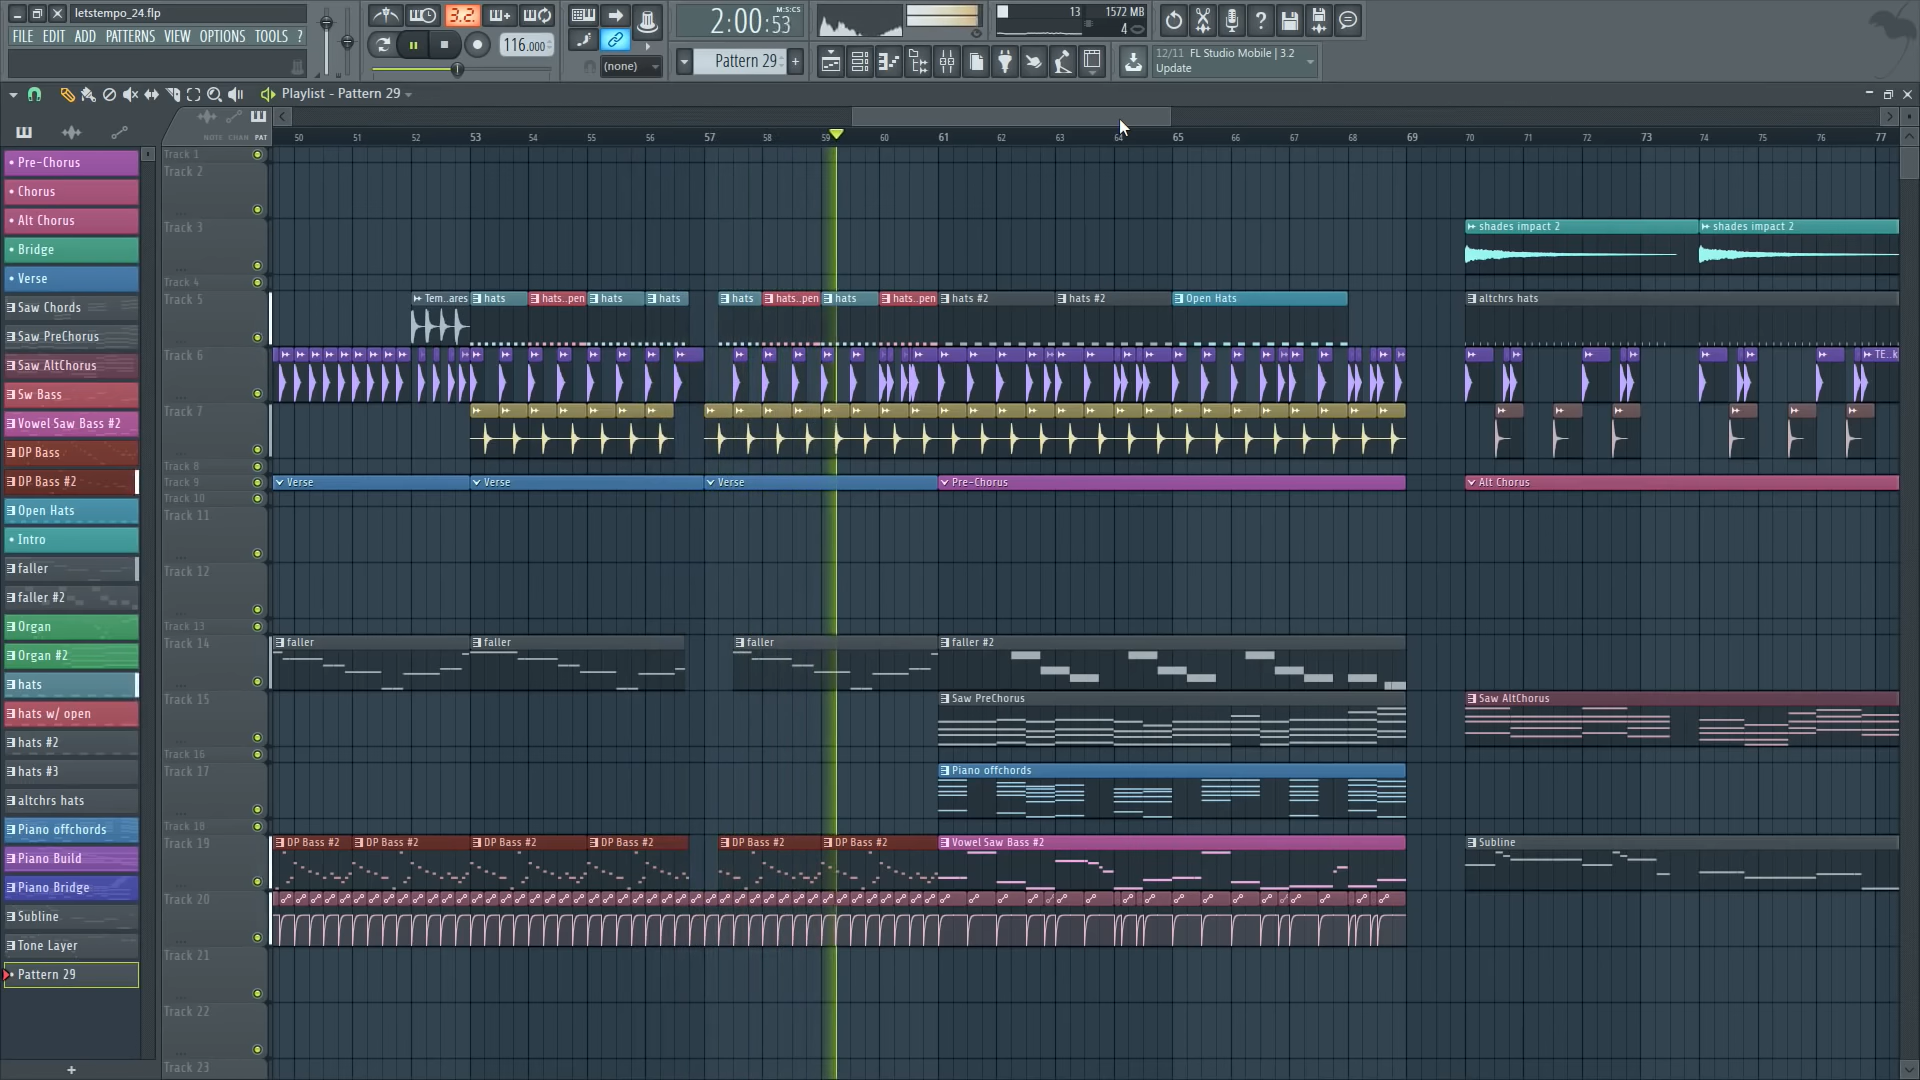 letstempo_24.flp
FILE EDIT ADD PATTERNS VIEW OPTIONS TOOLS ?
3.2.
116.000
(none)
2:00:53
M:S:CS
Pattern 29
13
1572 MB
4
12/11 FL Studio Mobile | 3.2
Update
Playlist - Pattern 29
NOTE CHAN PAT
50 51 52 53 54 55 56 57 58 59 60 61 62 63 64 65 66 67 68 69 70 71 72 73 74 75 76 77
Pre-Chorus
Chorus
Alt Chorus
Bridge
Verse
Saw Chords
Saw PreChorus
Saw AltChorus
Sw Bass
Vowel Saw Bass #2
DP Bass
DP Bass #2
Open Hats
Intro
faller
faller #2
Organ
Organ #2
hats
hats w/ open
hats #2
hats #3
altchrs hats
Piano offchords
Piano Build
Piano Bridge
Subline
Tone Layer
Pattern 29
+
Track 1
Track 2
Track 3
shades impact 2 shades impact 2
Track 4
Track 5
Tem..ares hats hats..pen hats hats hats hats..pen hats hats..pen hats #2 hats #2 Open Hats altchrs hats
Track 6
TE..k
Track 7
Track 8
Track 9
Verse Verse Verse Pre-Chorus Alt Chorus
Track 10
Track 11
Track 12
Track 13
Track 14
faller faller faller faller #2
Track 15
Saw PreChorus Saw AltChorus
Track 16
Track 17
Piano offchords
Track 18
Track 19
DP Bass #2 DP Bass #2 DP Bass #2 DP Bass #2 DP Bass #2 DP Bass #2 Vowel Saw Bass #2 Subline
Track 20
Track 21
Track 22
Track 23